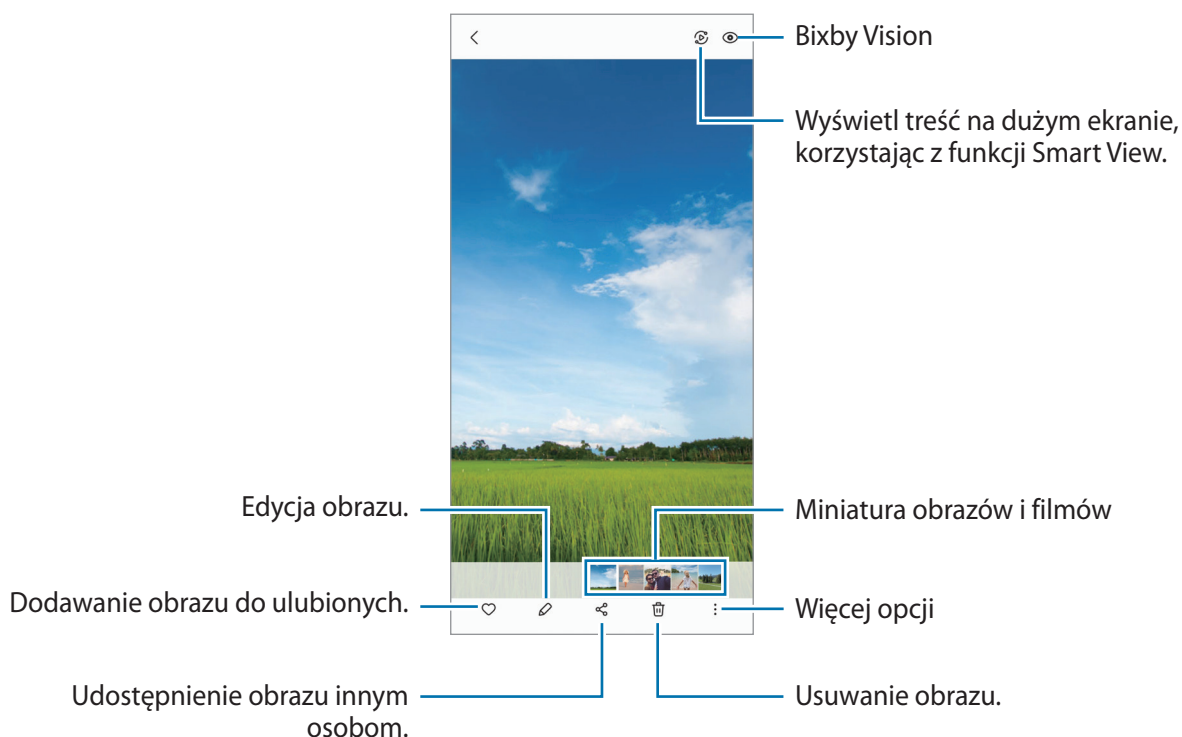 Bixby Vision
Wyświetl treść na dużym ekranie,
korzystając z funkcji Smart View.
Edycja obrazu.
Miniatura obrazów i filmów
Dodawanie obrazu do ulubionych.
Więcej opcji
Udostępnienie obrazu innym
osobom.
Usuwanie obrazu.